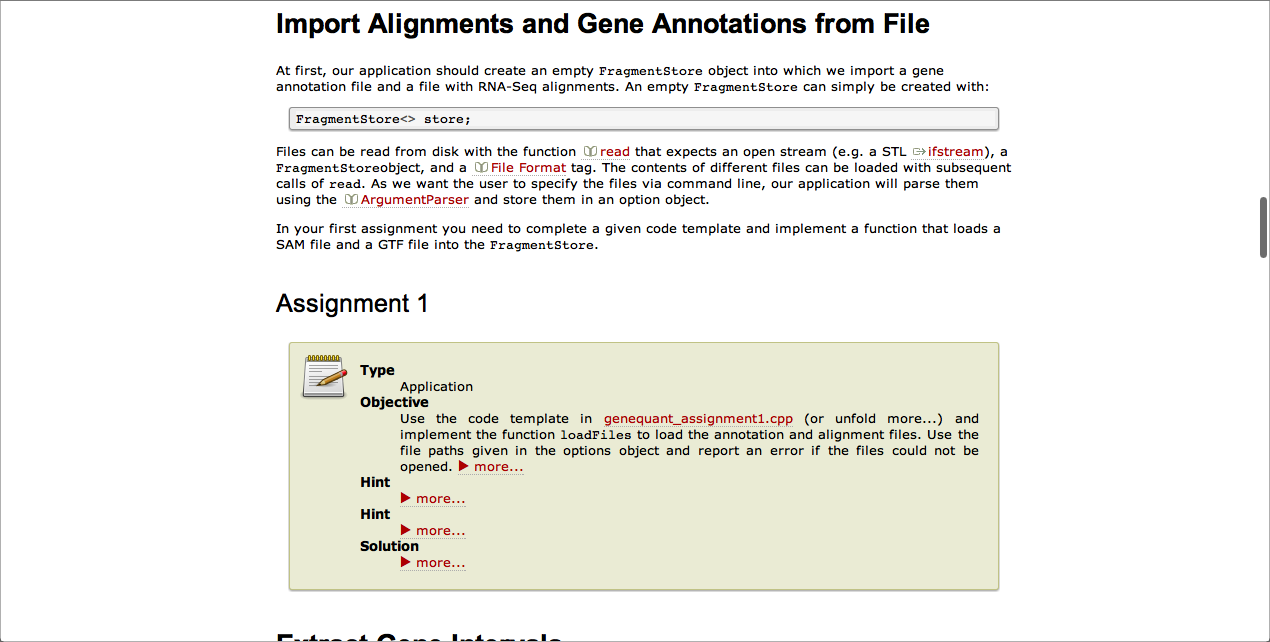 Import Alignments and Gene Annotations from File
At first, our application should create an empty FragmentStore object into which we import a gene
annotation file and a file with RNA-Seq alignments. An empty FragmentStore can simply be created with:
FragmentStore<> store;
Files can be read from disk with the function read that expects an open stream (e.g. a STL ifstream), a
FragmentStoreobject, and a File Format tag. The contents of different files can be loaded with subsequent
calls of read. As we want the user to specify the files via command line, our application will parse them
using the ArgumentParser and store them in an option object.
In your first assignment you need to complete a given code template and implement a function that loads a
SAM file and a GTF file into the FragmentStore.
Assignment 1
Type
Application
Objective
Use the code template in genequant_assignment1.cpp (or unfold more...) and
implement the function loadFiles to load the annotation and alignment files. Use the
file paths given in the options object and report an error if the files could not be
opened. ▶ more...
Hint
▶ more...
Hint
▶ more...
Solution
▶ more...
Extract Gene Intervals